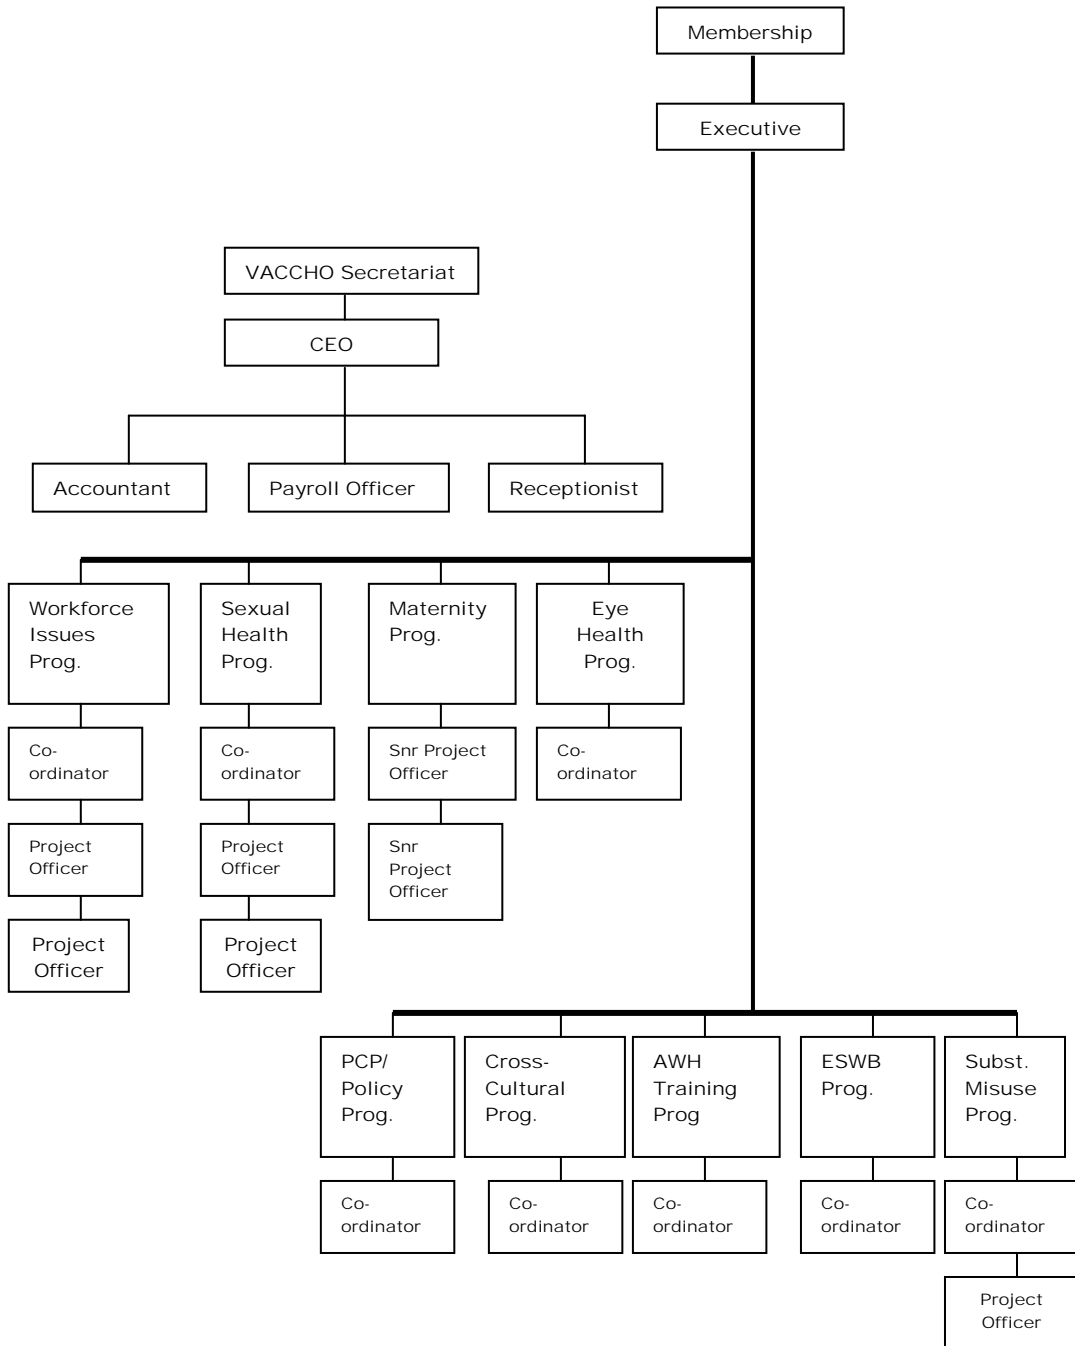 Membership
Executive
VACCHO Secretariat
CEO
Accountant
Payroll Officer
Receptionist
Workforce
Issues
Prog.
Sexual
Health
Prog.
Maternity
Prog.
Eye
Health
Prog.
Co-
ordinator
Co-
ordinator
Snr Project
Officer
Co-
ordinator
Project
Officer
Project
Officer
Snr
Project
Officer
Project
Officer
Project
Officer
PCP/
Policy
Prog.
Cross-
Cultural
Prog.
AWH
Training
Prog
ESWB
Prog.
Subst.
Misuse
Prog.
Co-
ordinator
Co-
ordinator
Co-
ordinator
Co-
ordinator
Co-
ordinator
Project
Officer